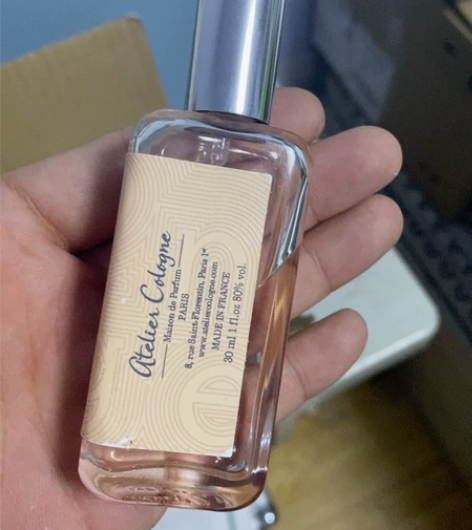 Atelier Cologne
Maison de Parfum
PARIS
8, rue Saint-Florentin, Paris 1er
www.ateliercologne.com
MADE IN FRANCE
30 ml 1 fl.oz 80% vol.